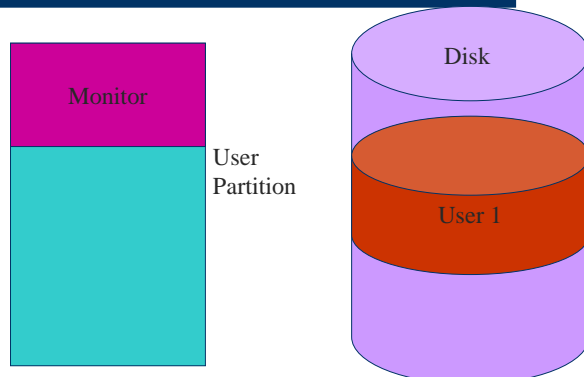 Monitor
User
Partition
Disk
User 1